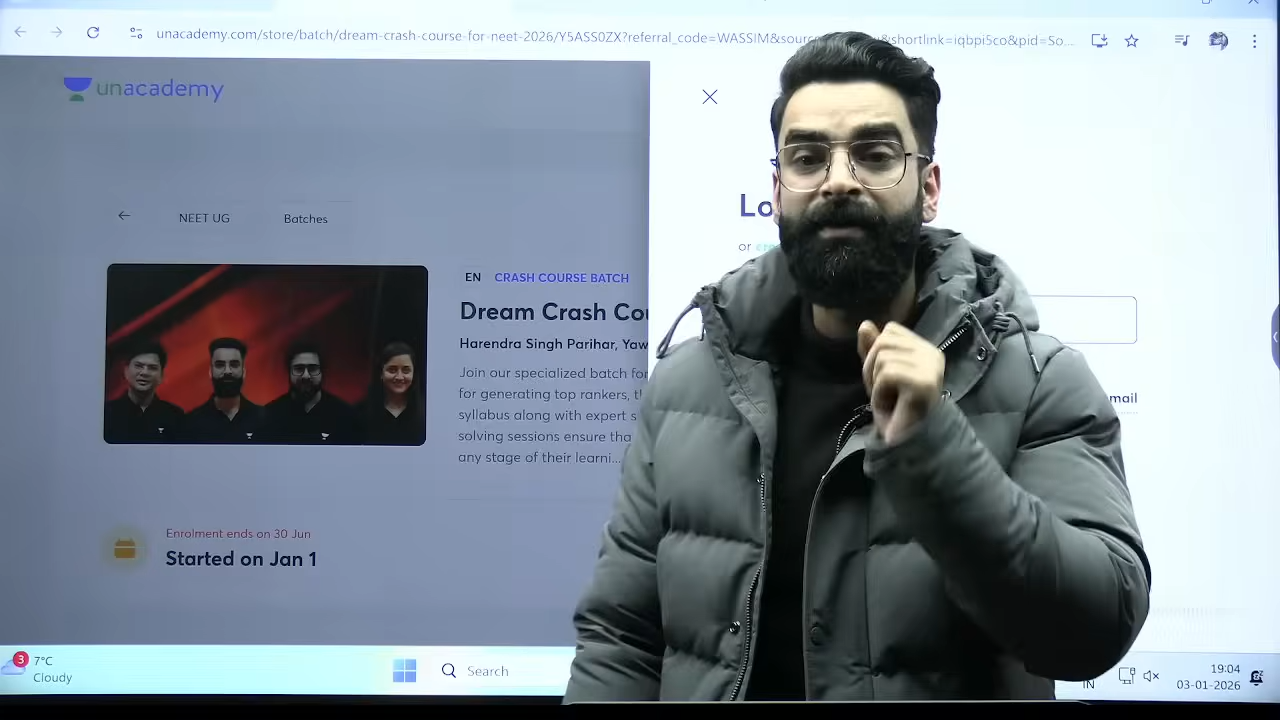 unacademy.com/store/batch/dream-crash-course-for-neet-2026/Y5ASS0ZX?referral_code=WASSIM&sourc
&shortlink=iqbpi5co&pid=So...
unacademy
NEET UG
Batches
Lo
or
EN
CRASH COURSE BATCH
Dream Crash Cou
Harendra Singh Parihar, Yaw
Join our specialized batch for
for generating top rankers, t
syllabus along with expert s
solving sessions ensure tha
any stage of their learni...
mail
Enrolment ends on 30 Jun
Started on Jan 1
3
7°C
Cloudy
Search
IN
19:04
03-01-2026